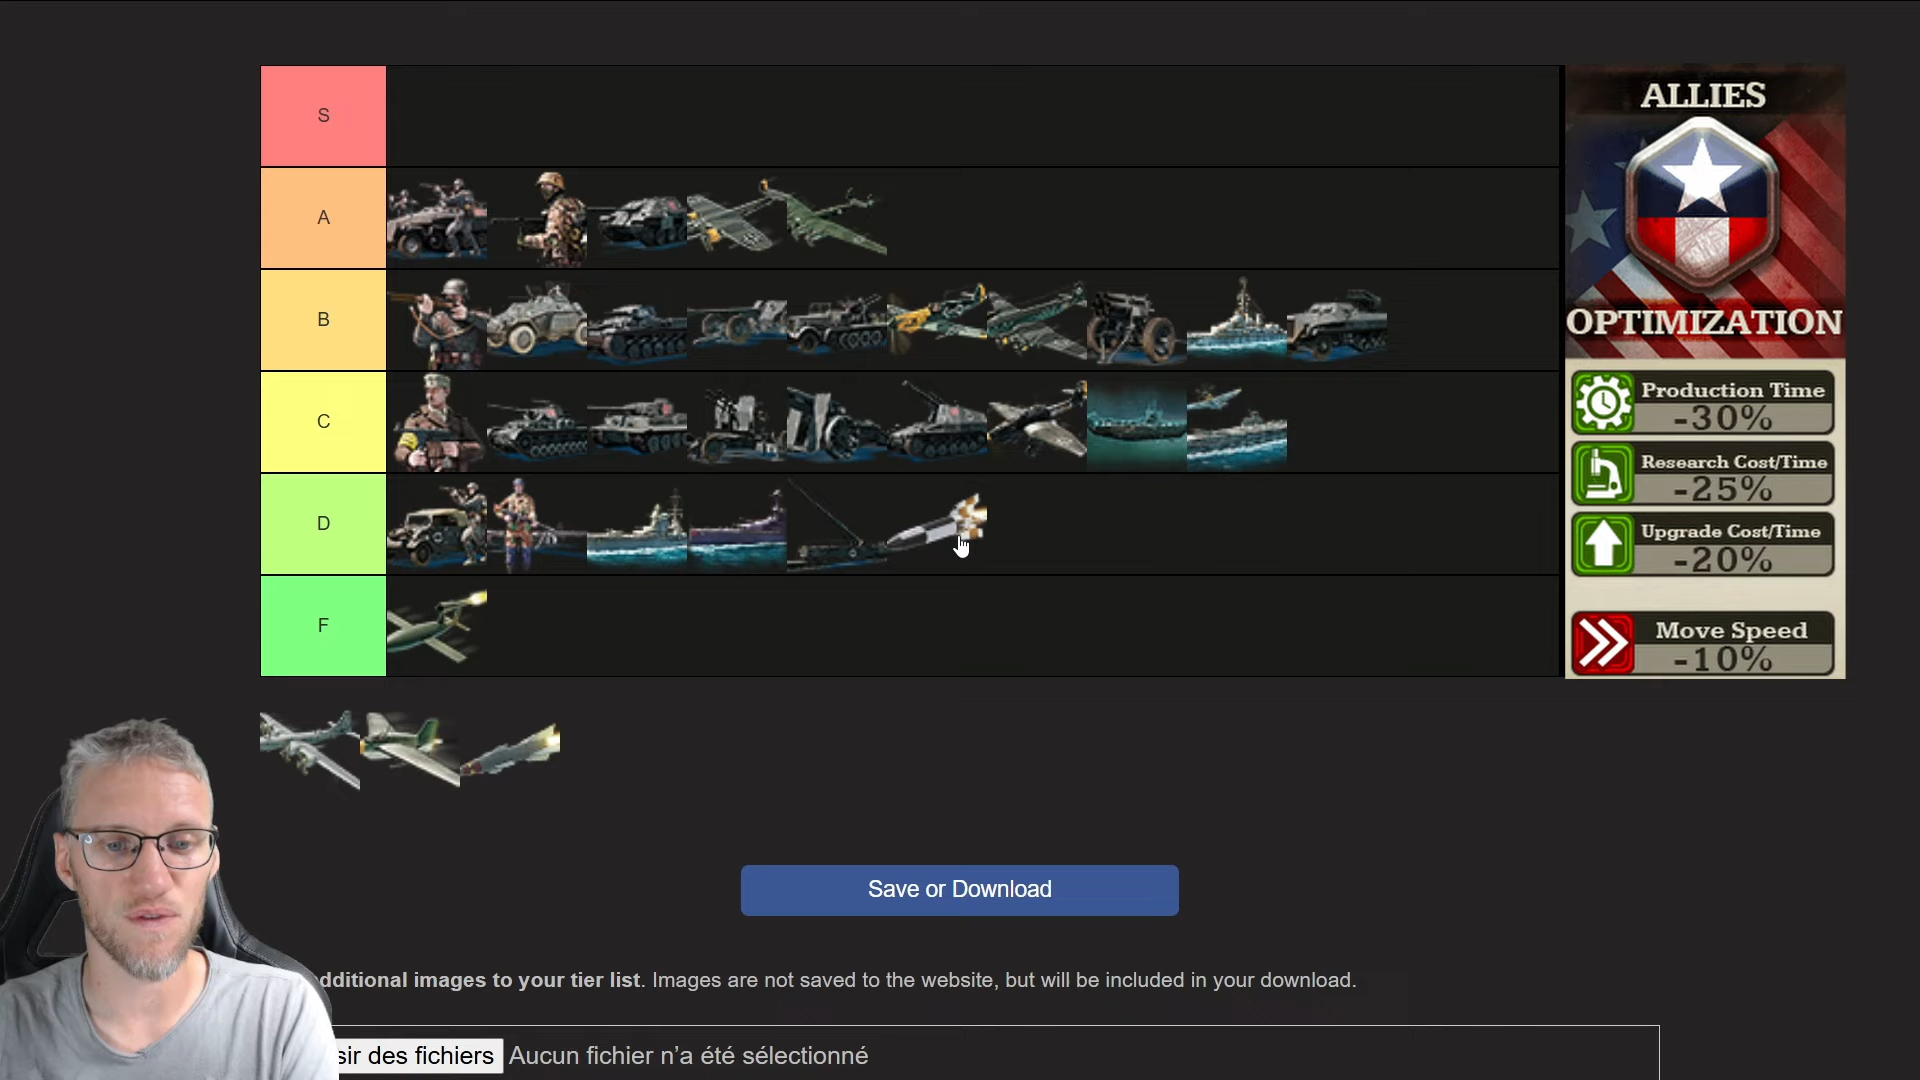 S
A
B
C
D
F
ALLIES
OPTIMIZATION
Production Time
-30%
Research Cost/Time
-25%
Upgrade Cost/Time
-20%
Move Speed
-10%
Save or Download
additional images to your tier list. Images are not saved to the website, but will be included in your download.
des fichiers Aucun fichier n’a été sélectionné